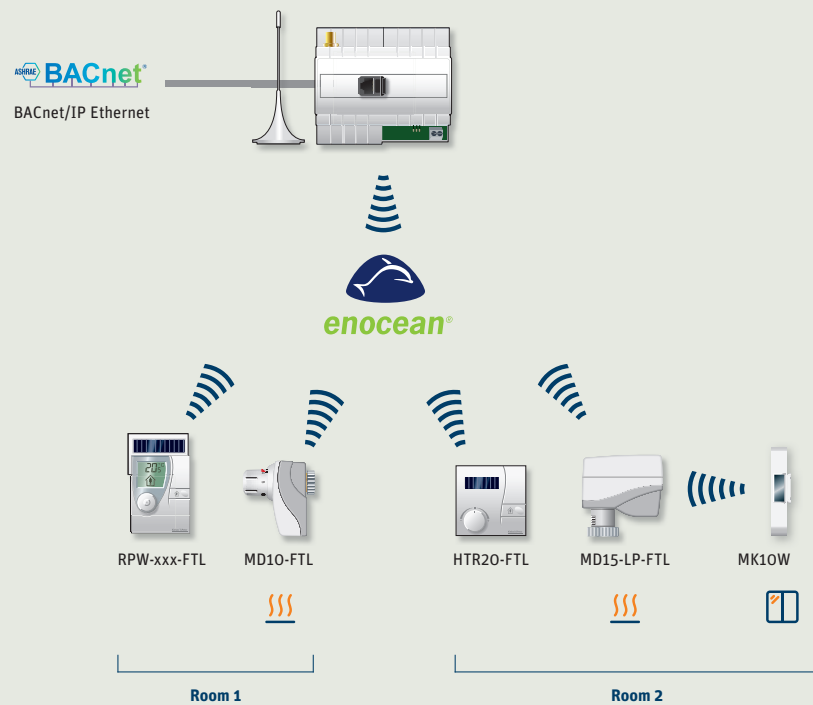 ASHRAE BACnet®
BACnet/IP Ethernet
enocean®
20.5
RPW-xxx-FTL
MD10-FTL
HTR20-FTL
MD15-LP-FTL
MK10W
Room 1
Room 2